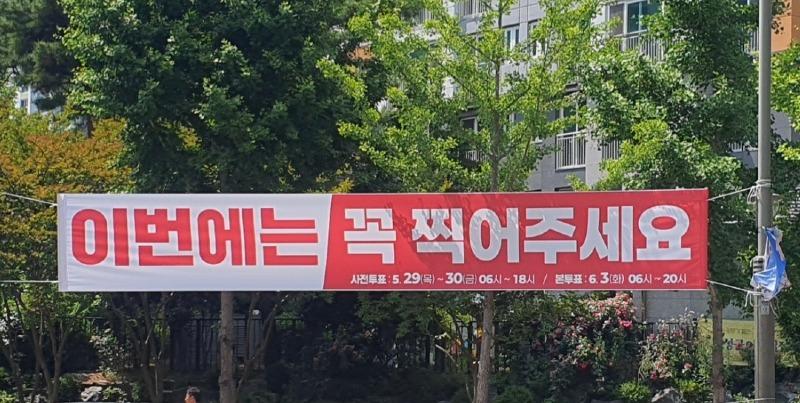 이번에는 꼭 찍어주세요
사전투표 : 5. 29(목) ~ 30(금) 06시 ~ 18시 / 본투표 : 6. 3(화) 06시 ~ 20시